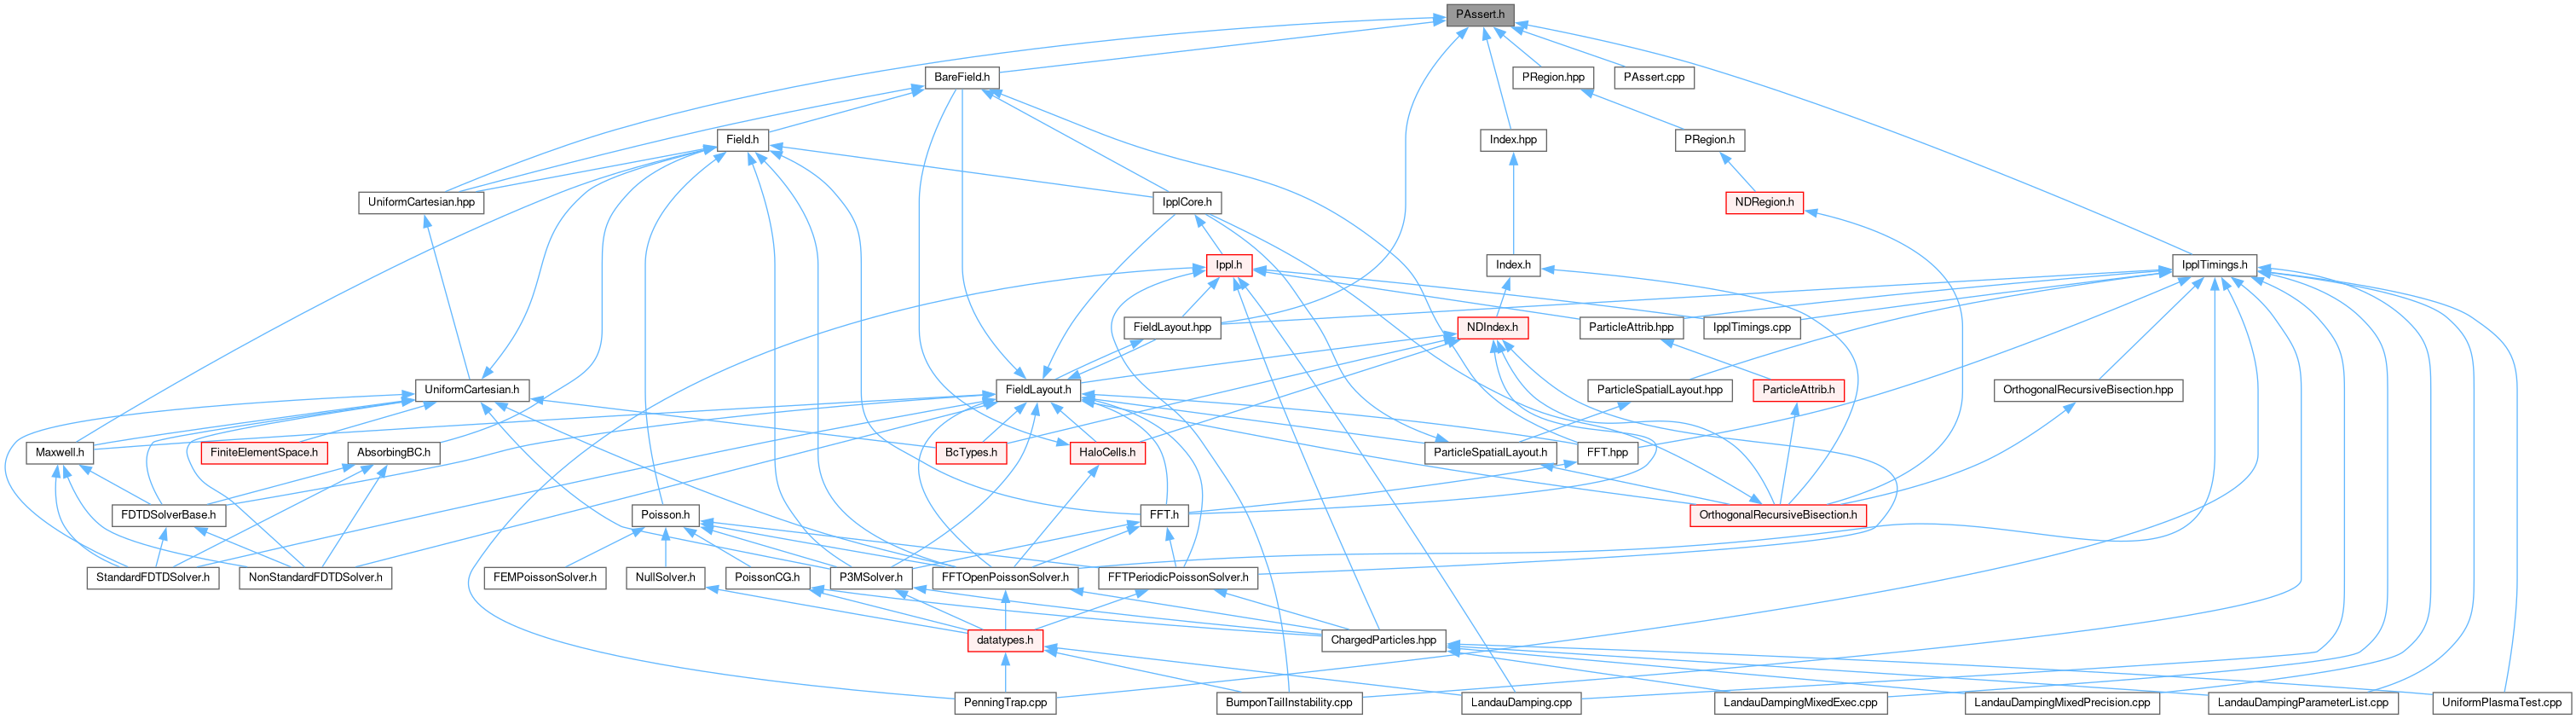 PAssert.h
BareField.h
PRegion.hpp
PAssert.cpp
Field.h
Index.hpp
PRegion.h
UniformCartesian.hpp
IpplCore.h
NDRegion.h
Ippl.h
Index.h
IpplTimings.h
FieldLayout.hpp
NDIndex.h
ParticleAttrib.hpp
IpplTimings.cpp
UniformCartesian.h
FieldLayout.h
ParticleSpatialLayout.hpp
ParticleAttrib.h
OrthogonalRecursiveBisection.hpp
Maxwell.h
FiniteElementSpace.h
AbsorbingBC.h
BcTypes.h
HaloCells.h
ParticleSpatialLayout.h
FFT.hpp
FDTDSolverBase.h
Poisson.h
FFT.h
OrthogonalRecursiveBisection.h
StandardFDTDSolver.h
NonStandardFDTDSolver.h
FEMPoissonSolver.h
NullSolver.h
PoissonCG.h
P3MSolver.h
FFTOpenPoissonSolver.h
FFTPeriodicPoissonSolver.h
datatypes.h
ChargedParticles.hpp
PenningTrap.cpp
BumponTailInstability.cpp
LandauDamping.cpp
LandauDampingMixedExec.cpp
LandauDampingMixedPrecision.cpp
LandauDampingParameterList.cpp
UniformPlasmaTest.cpp